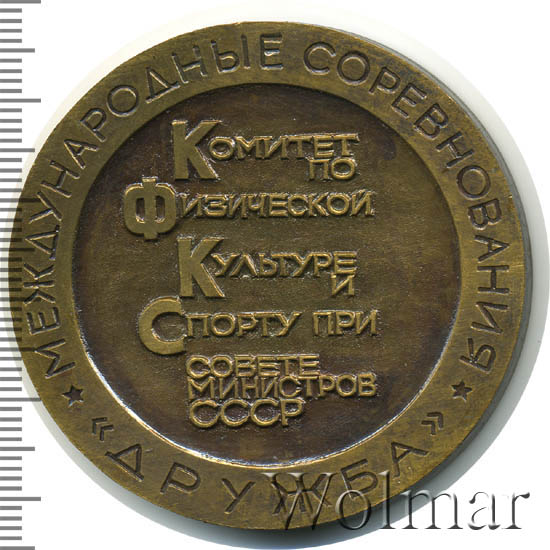 МЕЖДУНАРОДНЫЕ СОРЕВНОВАНИЯ
★ «ДРУЖБА» ★
КОМИТЕТ
ПО
ФИЗИЧЕСКОЙ
КУЛЬТУРЕ
И
СПОРТУ ПРИ
СОВЕТЕ
МИНИСТРОВ
СССР
Wolmar